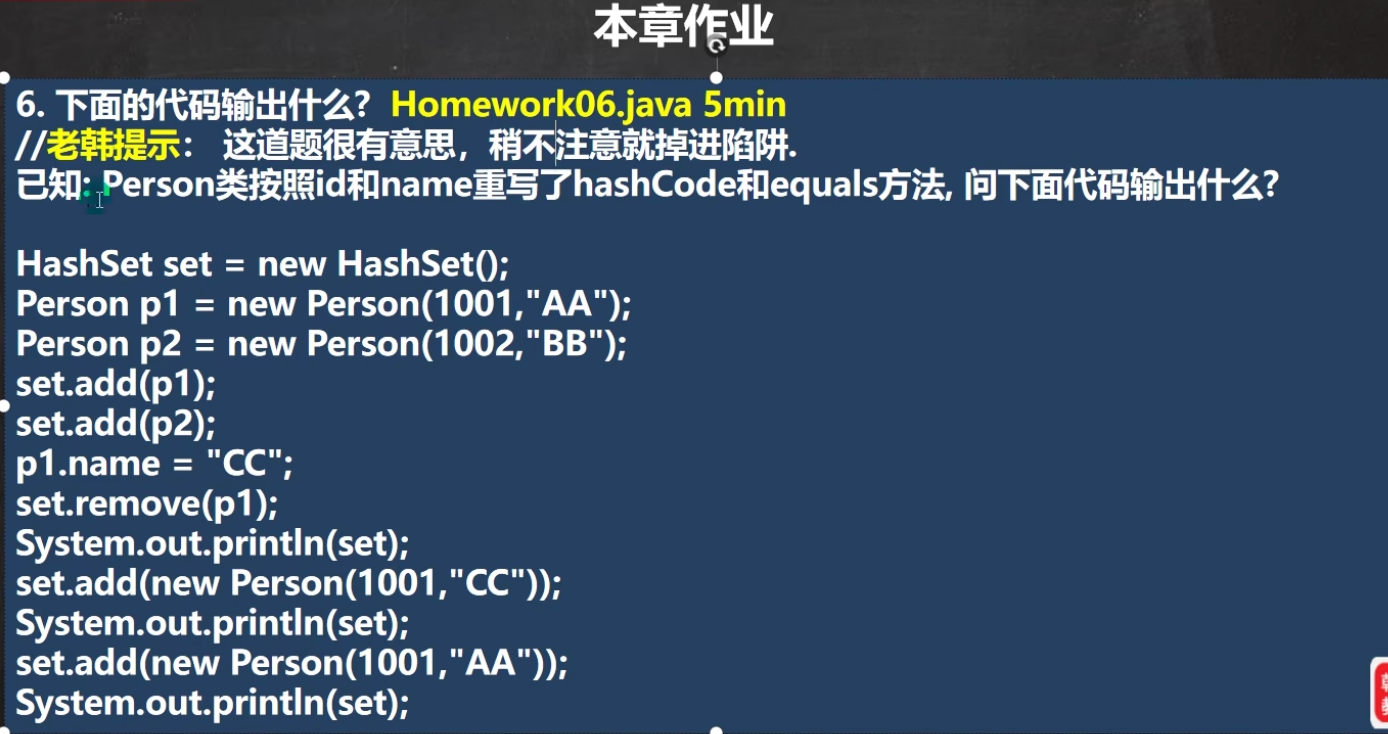 本章作业
6. 下面的代码输出什么? Homework06.java 5min
//老韩提示： 这道题很有意思，稍不注意就掉进陷阱.
已知: Person类按照id和name重写了hashCode和equals方法, 问下面代码输出什么?
HashSet set = new HashSet();
Person p1 = new Person(1001,"AA");
Person p2 = new Person(1002,"BB");
set.add(p1);
set.add(p2);
p1.name = "CC";
set.remove(p1);
System.out.println(set);
set.add(new Person(1001,"CC"));
System.out.println(set);
set.add(new Person(1001,"AA"));
System.out.println(set);